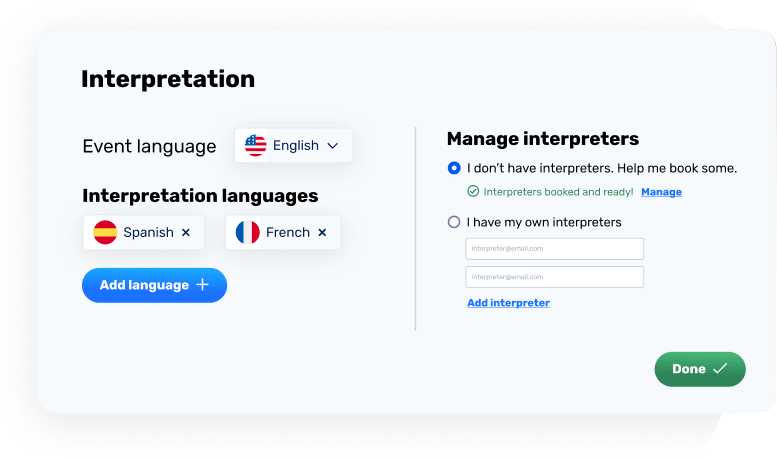 Interpretation
Event language
English
Interpretation languages
Spanish ×
French ×
Add language +
Manage interpreters
I don’t have interpreters. Help me book some.
Interpreters booked and ready! Manage
I have my own interpreters
interpreter@email.com
interpreter@email.com
Add interpreter
Done